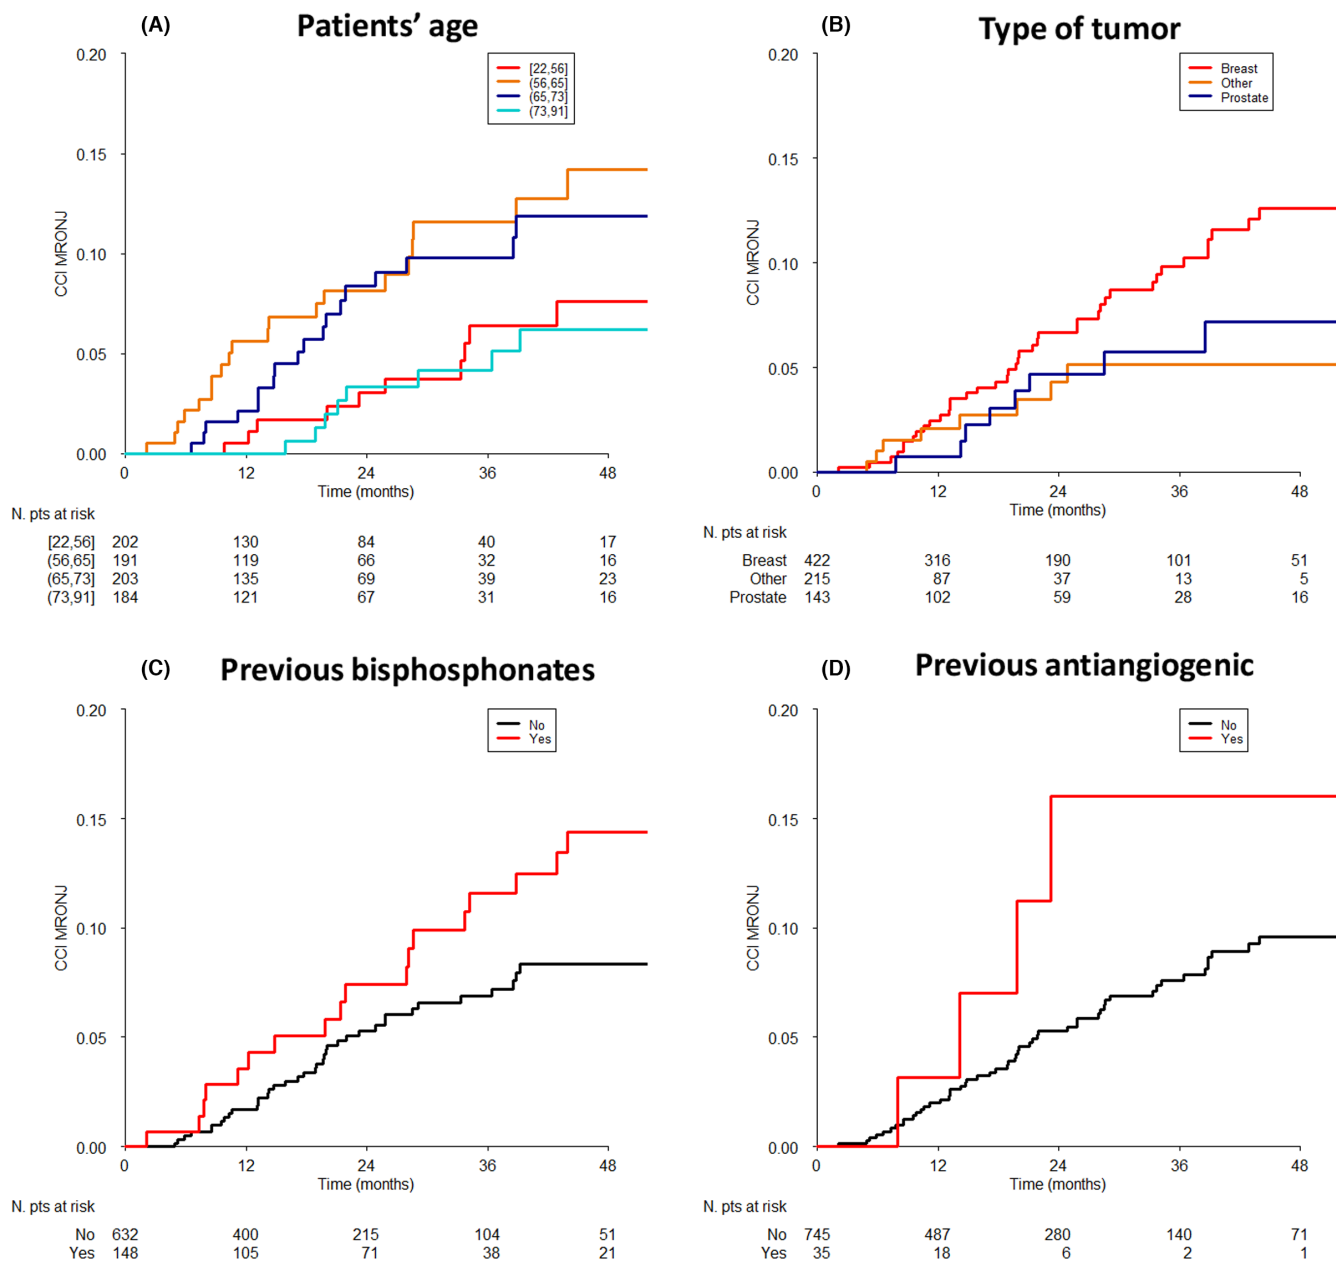 (A) Patients' age
0.20
0.15
0.10
0.05
0.00
CCI MRONJ
[22,56]
(56,65]
(65,73]
(73,91]
0 12 24 36 48
Time (months)
N. pts at risk
[22,56] 202 130 84 40 17
(56,65] 191 119 66 32 16
(65,73] 203 135 69 39 23
(73,91] 184 121 67 31 16
(B) Type of tumor
0.20
0.15
0.10
0.05
0.00
CCI MRONJ
Breast
Other
Prostate
0 12 24 36 48
Time (months)
N. pts at risk
Breast 422 316 190 101 51
Other 215 87 37 13 5
Prostate 143 102 59 28 16
(C) Previous bisphosphonates
0.20
0.15
0.10
0.05
0.00
CCI MRONJ
No
Yes
0 12 24 36 48
Time (months)
N. pts at risk
No 632 400 215 104 51
Yes 148 105 71 38 21
(D) Previous antiangiogenic
0.20
0.15
0.10
0.05
0.00
CCI MRONJ
No
Yes
0 12 24 36 48
Time (months)
N. pts at risk
No 745 487 280 140 71
Yes 35 18 6 2 1